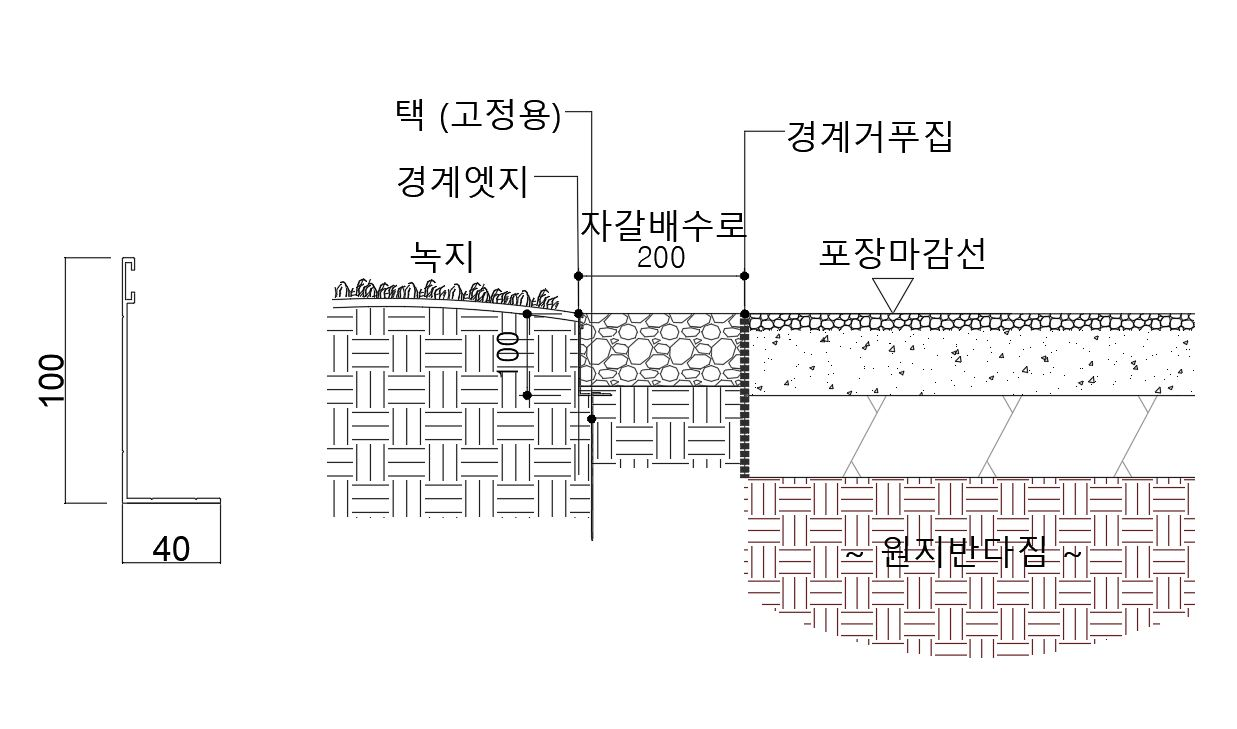 택 (고정용)
경계거푸집
경계엣지
자갈배수로
200
녹지
포장마감선
100
100
40
~ 원지반다짐 ~